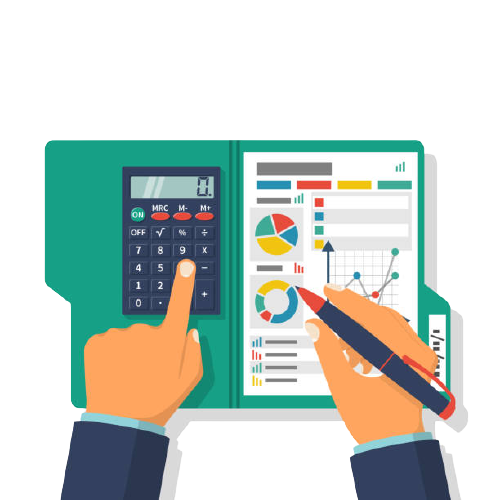 0.
MRC M- M+
ON
OFF √ % ÷
7 8 9 X
4 5 -
1 2
0 · +